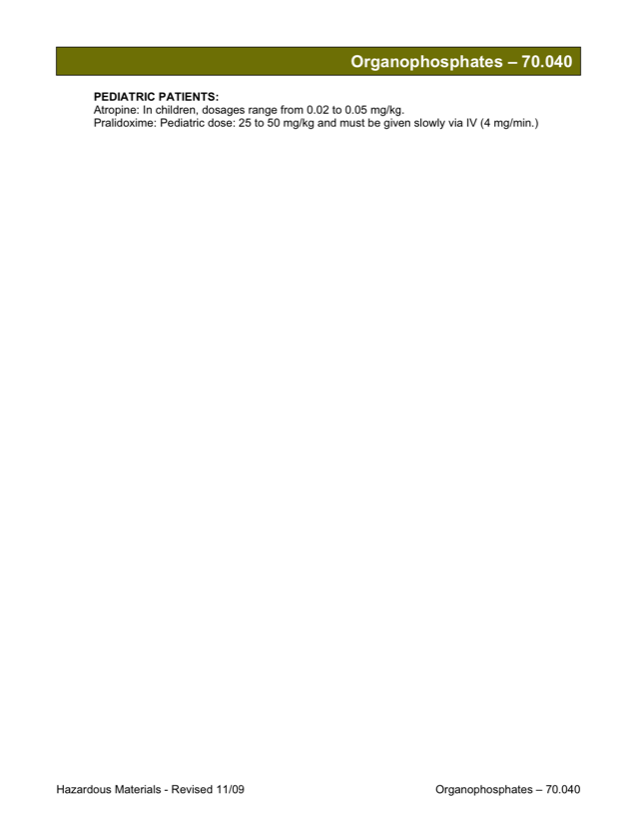 Organophosphates – 70.040
PEDIATRIC PATIENTS:
Atropine: In children, dosages range from 0.02 to 0.05 mg/kg.
Pralidoxime: Pediatric dose: 25 to 50 mg/kg and must be given slowly via IV (4 mg/min.)
Hazardous Materials - Revised 11/09
Organophosphates – 70.040